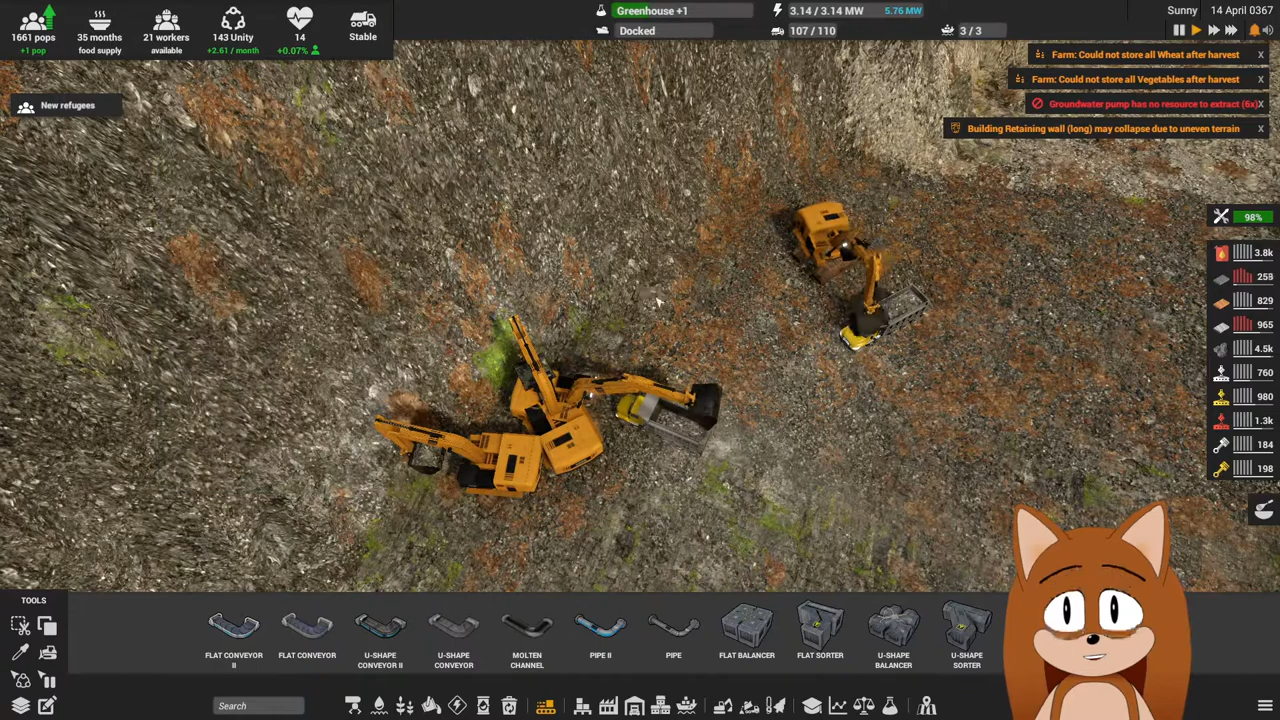 1661 pops
+1 pop
35 months
food supply
21 workers
available
143 Unity
+2.61 / month
14
+0.07%
Stable
Greenhouse +1
Docked
3.14 / 3.14 MW
5.76 MW
107 / 110
3 / 3
Sunny
14 April 0367
Farm: Could not store all Wheat after harvest X
Farm: Could not store all Vegetables after harvest X
Groundwater pump has no resource to extract (6x) X
Building Retaining wall (long) may collapse due to uneven terrain X
New refugees
98%
3.8k
259
829
965
4.5k
760
980
1.3k
184
198
TOOLS
FLAT CONVEYOR II
FLAT CONVEYOR
U-SHAPE CONVEYOR II
U-SHAPE CONVEYOR
MOLTEN CHANNEL
PIPE II
PIPE
FLAT BALANCER
FLAT SORTER
U-SHAPE BALANCER
U-SHAPE SORTER
Search